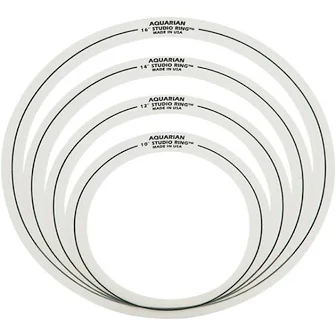 AQUARIAN
16" STUDIO RING™
MADE IN USA
AQUARIAN
14" STUDIO RING™
MADE IN USA
AQUARIAN
12" STUDIO RING™
MADE IN USA
AQUARIAN
10" STUDIO RING™
MADE IN USA